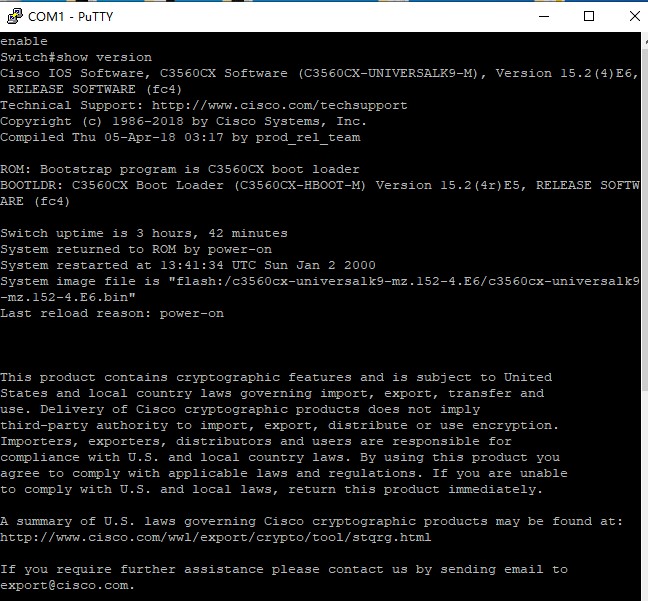 COM1 - PuTTY
enable
Switch#show version
Cisco IOS Software, C3560CX Software (C3560CX-UNIVERSALK9-M), Version 15.2(4)E6,
 RELEASE SOFTWARE (fc4)
Technical Support: http://www.cisco.com/techsupport
Copyright (c) 1986-2018 by Cisco Systems, Inc.
Compiled Thu 05-Apr-18 03:17 by prod_rel_team
ROM: Bootstrap program is C3560CX boot loader
BOOTLDR: C3560CX Boot Loader (C3560CX-HBOOT-M) Version 15.2(4r)E5, RELEASE SOFTW
ARE (fc4)
Switch uptime is 3 hours, 42 minutes
System returned to ROM by power-on
System restarted at 13:41:34 UTC Sun Jan 2 2000
System image file is "flash:/c3560cx-universalk9-mz.152-4.E6/c3560cx-universalk9
-mz.152-4.E6.bin"
Last reload reason: power-on
This product contains cryptographic features and is subject to United
States and local country laws governing import, export, transfer and
use. Delivery of Cisco cryptographic products does not imply
third-party authority to import, export, distribute or use encryption.
Importers, exporters, distributors and users are responsible for
compliance with U.S. and local country laws. By using this product you
agree to comply with applicable laws and regulations. If you are unable
to comply with U.S. and local laws, return this product immediately.
A summary of U.S. laws governing Cisco cryptographic products may be found at:
http://www.cisco.com/wwl/export/crypto/tool/stqrg.html
If you require further assistance please contact us by sending email to
export@cisco.com.